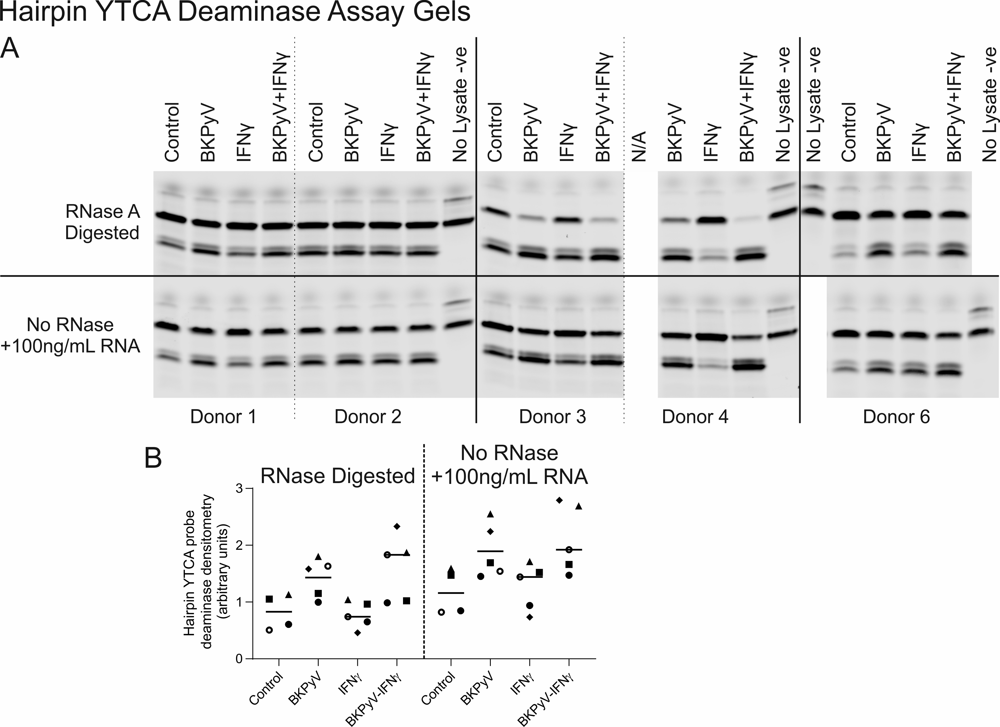 Hairpin YTCA Deaminase Assay Gels
A
Control
BKPyV
IFNγ
BKPyV+IFNγ
Control
BKPyV
IFNγ
BKPyV+IFNγ
No Lysate -ve
Control
BKPyV
IFNγ
BKPyV+IFNγ
N/A
BKPyV
IFNγ
BKPyV+IFNγ
No Lysate -ve
No Lysate -ve
Control
BKPyV
IFNγ
BKPyV+IFNγ
No Lysate -ve
RNase A
Digested
No RNase
+100ng/mL RNA
Donor 1
Donor 2
Donor 3
Donor 4
Donor 6
B
RNase Digested
No RNase
+100ng/mL RNA
Hairpin YTCA probe
deaminase densitometry
(arbitrary units)
3
2
1
0
Control
BKPyV
IFNγ
BKPyV-IFNγ
Control
BKPyV
IFNγ
BKPyV-IFNγ